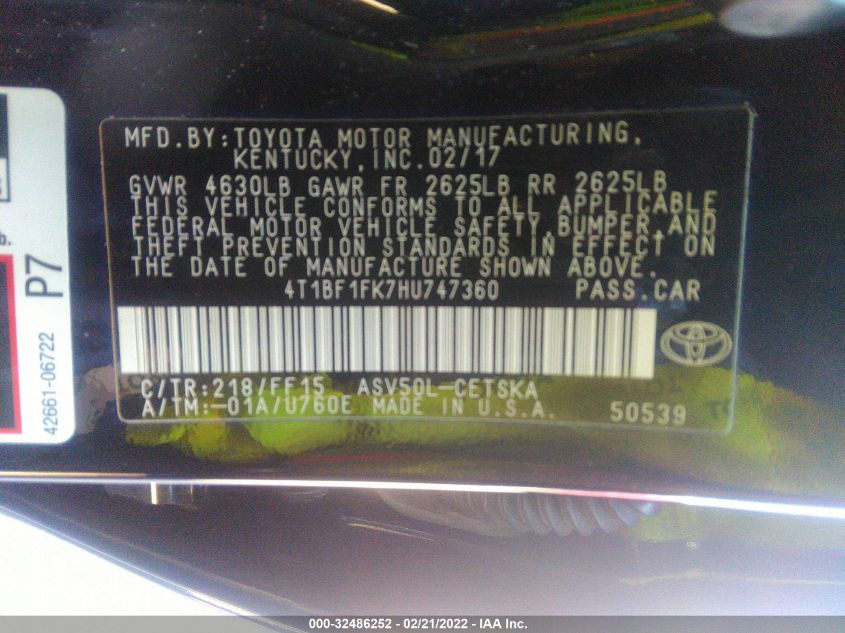 MFD.BY:TOYOTA MOTOR MANUFACTURING,
KENTUCKY,INC.02/17
GVWR 4630LB GAWR FR 2625LB RR 2625LB
THIS VEHICLE CONFORMS TO ALL APPLICABLE
FEDERAL MOTOR VEHICLE SAFETY,BUMPER,AND
THEFT PREVENTION STANDARDS IN EFFECT ON
THE DATE OF MANUFACTURE SHOWN ABOVE.
4T1BF1FK7HU747360 PASS.CAR
C/TR:218/FF15 ASV50L-CETSKA
A/TM:-01A/U760E MADE IN U.S.A. 50539
P7
42661-06722
000-32486252 - 02/21/2022 - IAA Inc.